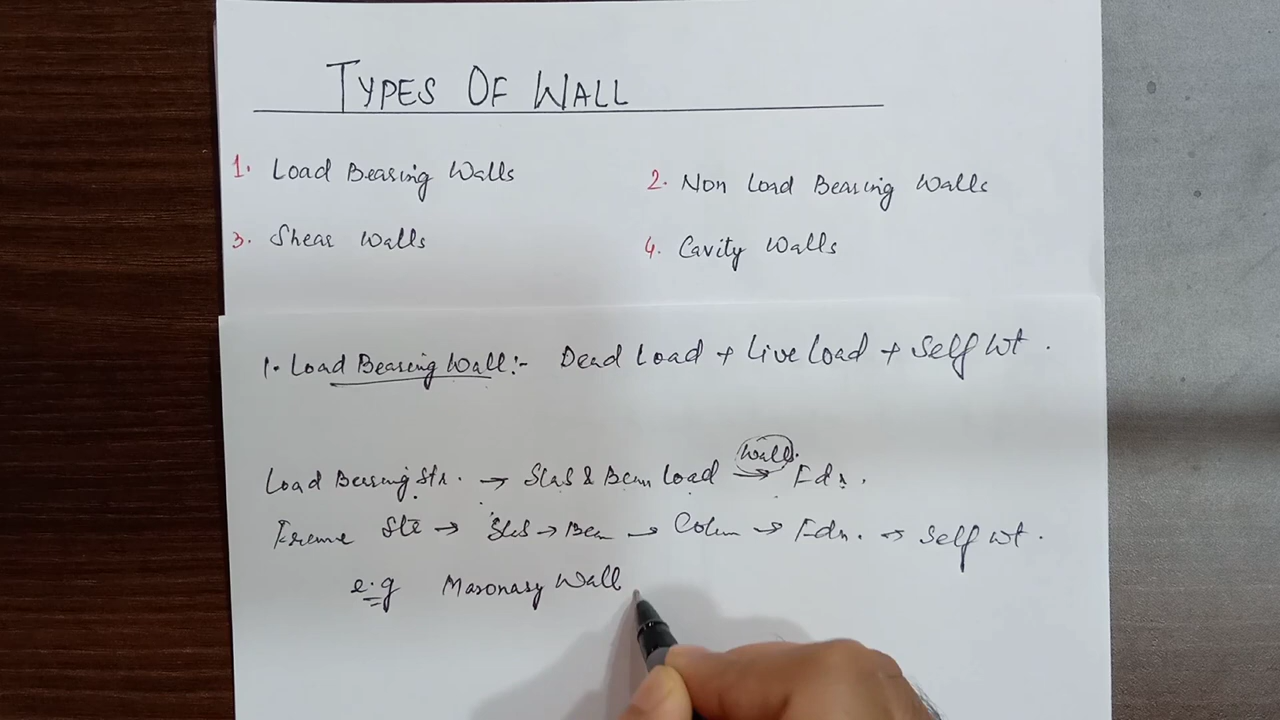 TYPES OF WALL
1. Load Bearing Walls
2. Non Load Bearing Walls
3. Shear Walls
4. Cavity Walls
1. Load Bearing Wall:- Dead Load + Live Load + Self Wt.
Wall.
Load Bearing Str. → Slab & Beam Load → Fdn.
Frame Str → Slab → Beam → Column → Fdn. → Self wt.
e.g Masonary Wall